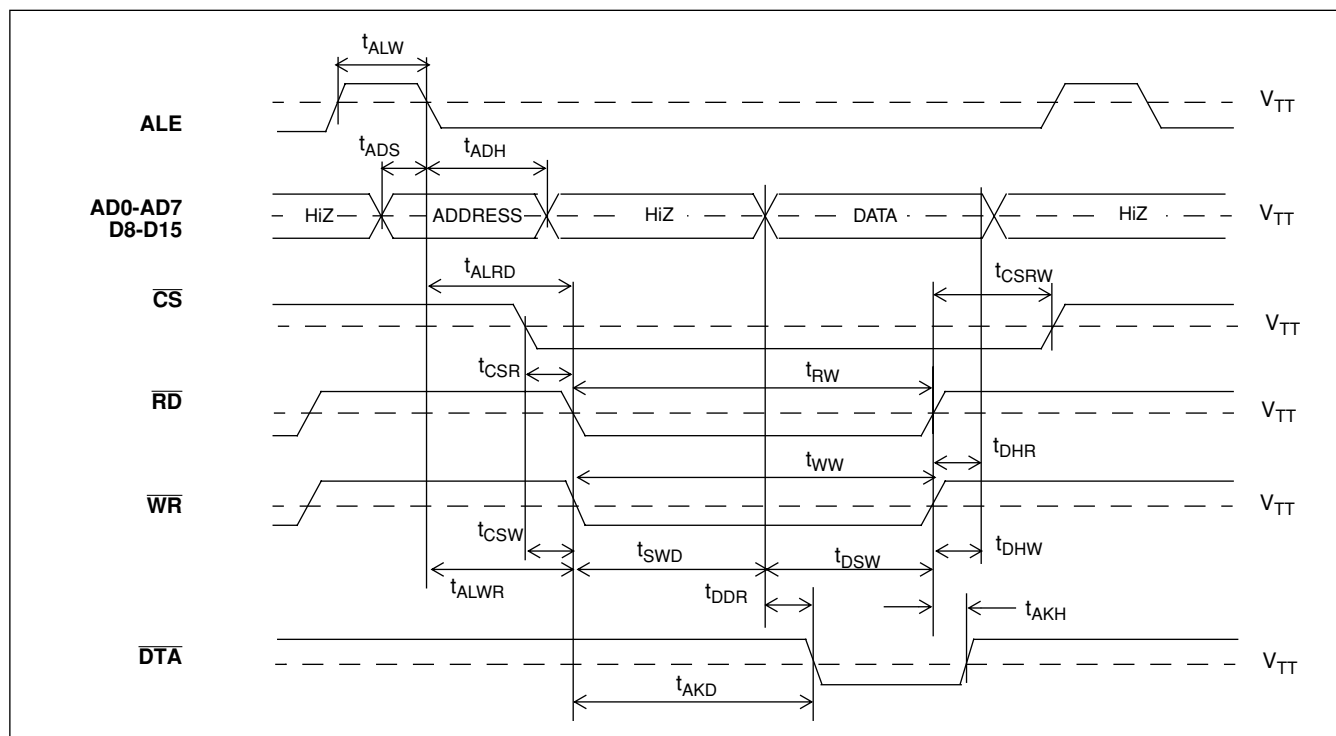 tALW
ALE
VTT
tADS
tADH
AD0-AD7
D8-D15
HiZ
ADDRESS
HiZ
DATA
HiZ
VTT
tALRD
tCSRW
CS
VTT
tCSR
tRW
RD
VTT
tDHR
tWW
WR
VTT
tCSW
tSWD
tDSW
tDHW
tALWR
tDDR
tAKH
DTA
VTT
tAKD